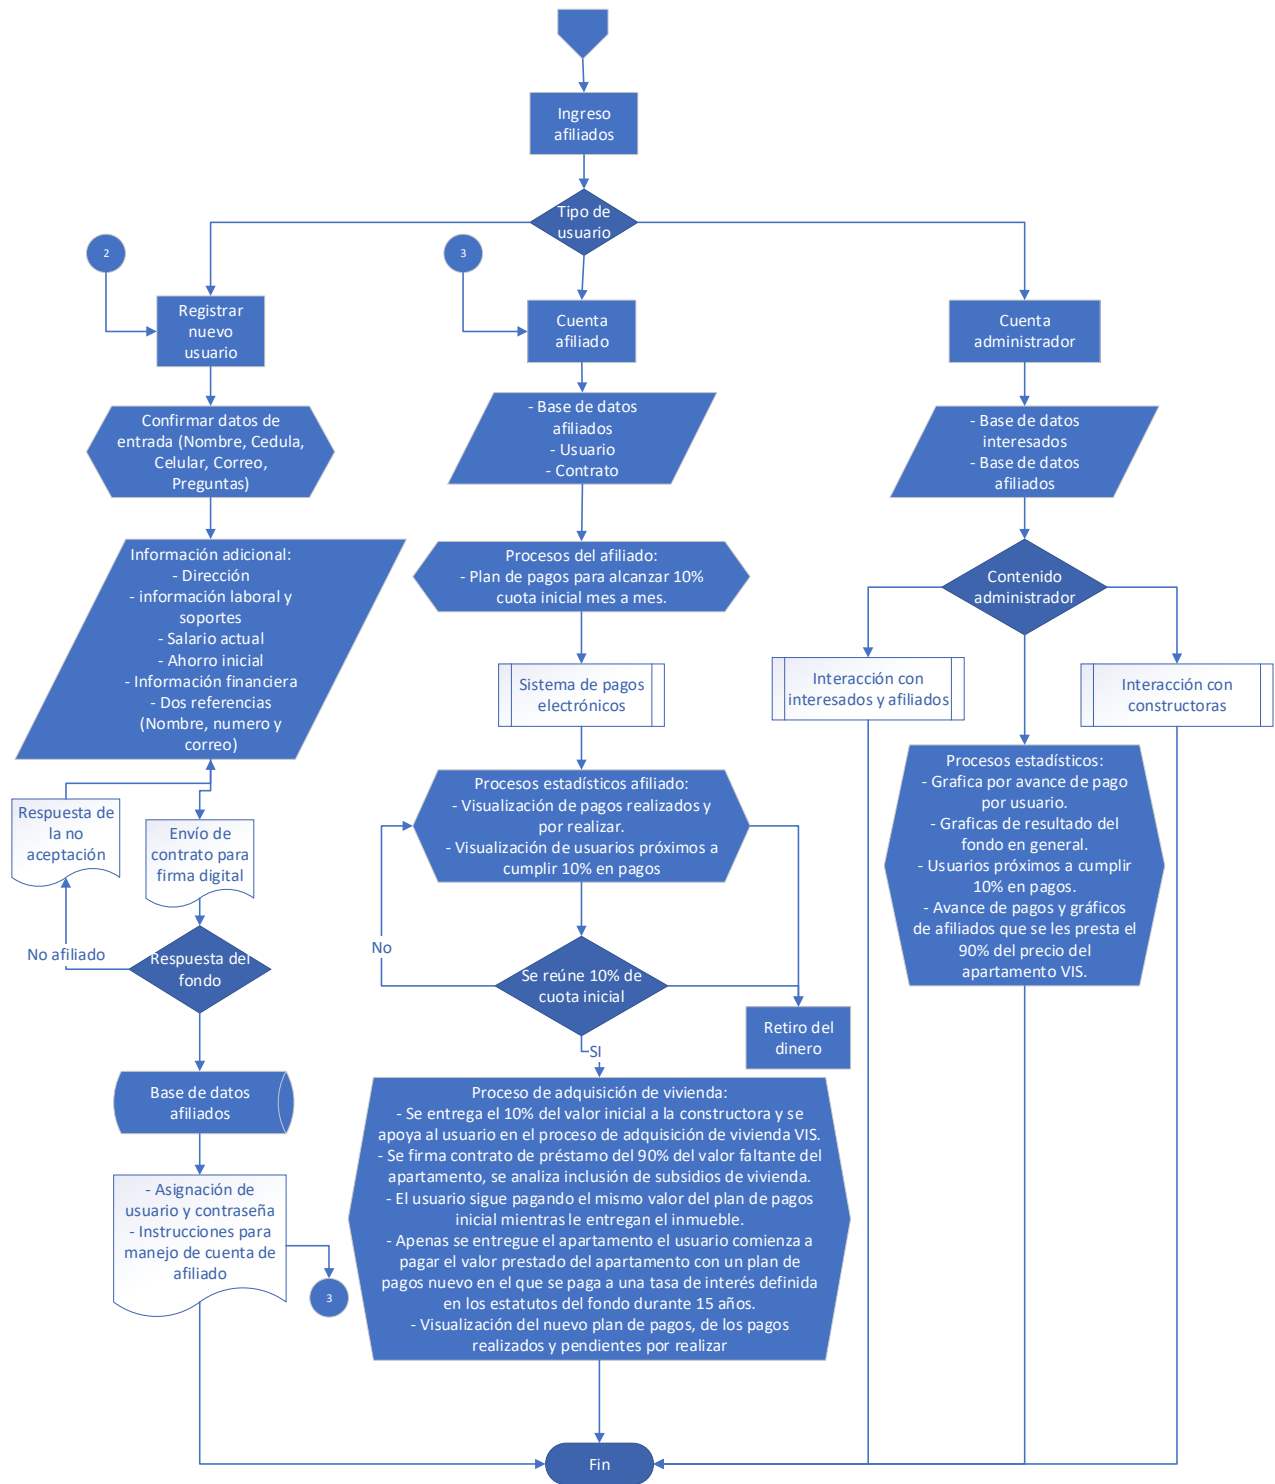 Ingreso
afiliados
Tipo de
usuario
2
3
Registrar
nuevo
usuario
Cuenta
afiliado
Cuenta
administrador
Confirmar datos de
entrada (Nombre, Cedula,
Celular, Correo,
Preguntas)
- Base de datos
afiliados
- Usuario
- Contrato
- Base de datos
interesados
- Base de datos
afiliados
Información adicional:
- Dirección
- información laboral y
soportes
- Salario actual
- Ahorro inicial
- Información financiera
- Dos referencias
(Nombre, numero y
correo)
Procesos del afiliado:
- Plan de pagos para alcanzar 10%
cuota inicial mes a mes.
Contenido
administrador
Sistema de pagos
electrónicos
Interacción con
interesados y afiliados
Interacción con
constructoras
Procesos estadísticos afiliado:
- Visualización de pagos realizados y
por realizar.
- Visualización de usuarios próximos a
cumplir 10% en pagos
Procesos estadísticos:
- Grafica por avance de pago
por usuario.
- Graficas de resultado del
fondo en general.
- Usuarios próximos a cumplir
10% en pagos.
- Avance de pagos y gráficos
de afiliados que se les presta el
90% del precio del
apartamento VIS.
Respuesta de
la no
aceptación
Envío de
contrato para
firma digital
No afiliado
Respuesta del
fondo
No
Se reúne 10% de
cuota inicial
SI
Retiro del
dinero
Base de datos
afiliados
- Asignación de
usuario y contraseña
- Instrucciones para
manejo de cuenta de
afiliado
3
Proceso de adquisición de vivienda:
- Se entrega el 10% del valor inicial a la constructora y se
apoya al usuario en el proceso de adquisición de vivienda VIS.
- Se firma contrato de préstamo del 90% del valor faltante del
apartamento, se analiza inclusión de subsidios de vivienda.
- El usuario sigue pagando el mismo valor del plan de pagos
inicial mientras le entregan el inmueble.
- Apenas se entregue el apartamento el usuario comienza a
pagar el valor prestado del apartamento con un plan de
pagos nuevo en el que se paga a una tasa de interés definida
en los estatutos del fondo durante 15 años.
- Visualización del nuevo plan de pagos, de los pagos
realizados y pendientes por realizar
Fin